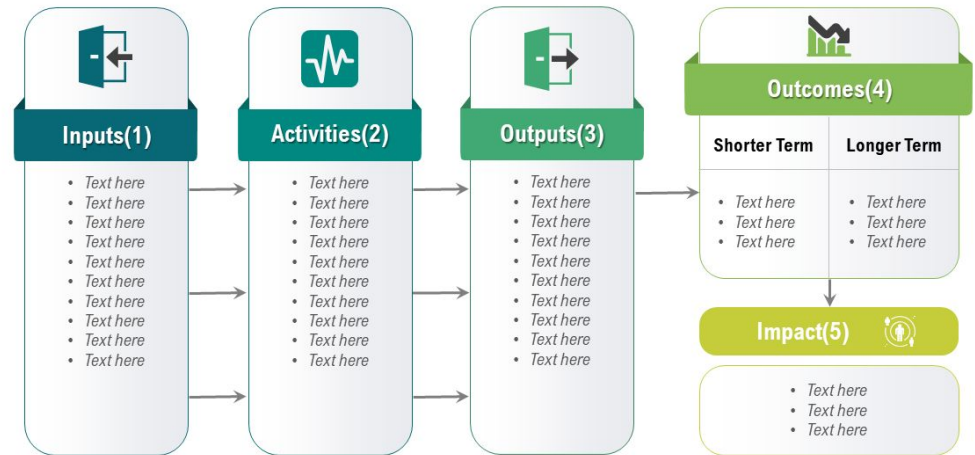 Inputs(1)
• Text here
• Text here
• Text here
• Text here
• Text here
• Text here
• Text here
• Text here
• Text here
• Text here
Activities(2)
• Text here
• Text here
• Text here
• Text here
• Text here
• Text here
• Text here
• Text here
• Text here
• Text here
Outputs(3)
• Text here
• Text here
• Text here
• Text here
• Text here
• Text here
• Text here
• Text here
• Text here
• Text here
Outcomes(4)
Shorter Term
• Text here
• Text here
• Text here
Longer Term
• Text here
• Text here
• Text here
Impact(5)
• Text here
• Text here
• Text here